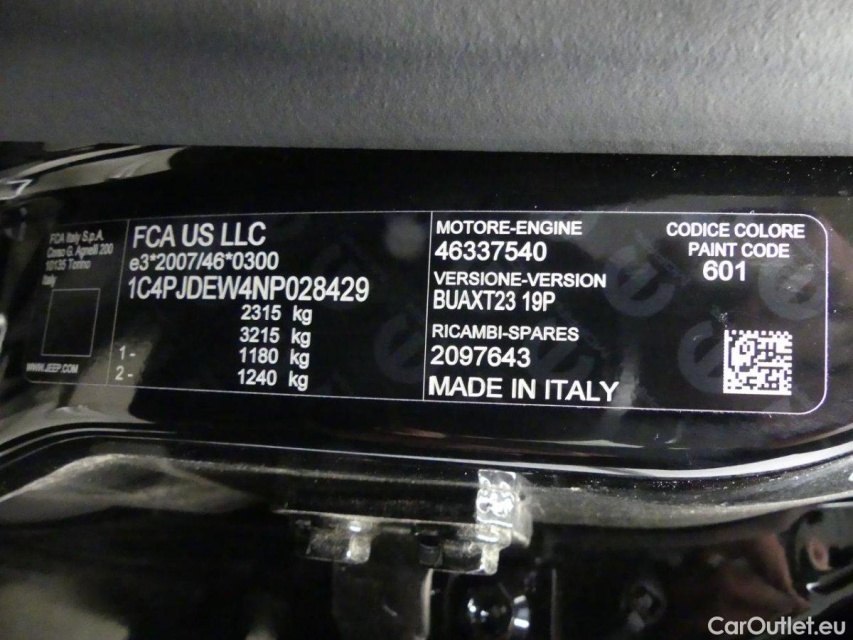 FCA Italy S.p.A.
Corso G. Agnelli 200
10135 Torino
Italy
WWW.JEEP.COM
FCA US LLC
e3*2007/46*0300
1C4PJDEW4NP028429
2315 kg
3215 kg
1- 1180 kg
2- 1240 kg
MOTORE-ENGINE
46337540
VERSIONE-VERSION
BUAXT23 19P
RICAMBI-SPARES
2097643
MADE IN ITALY
CODICE COLORE
PAINT CODE
601
CarOutlet.eu